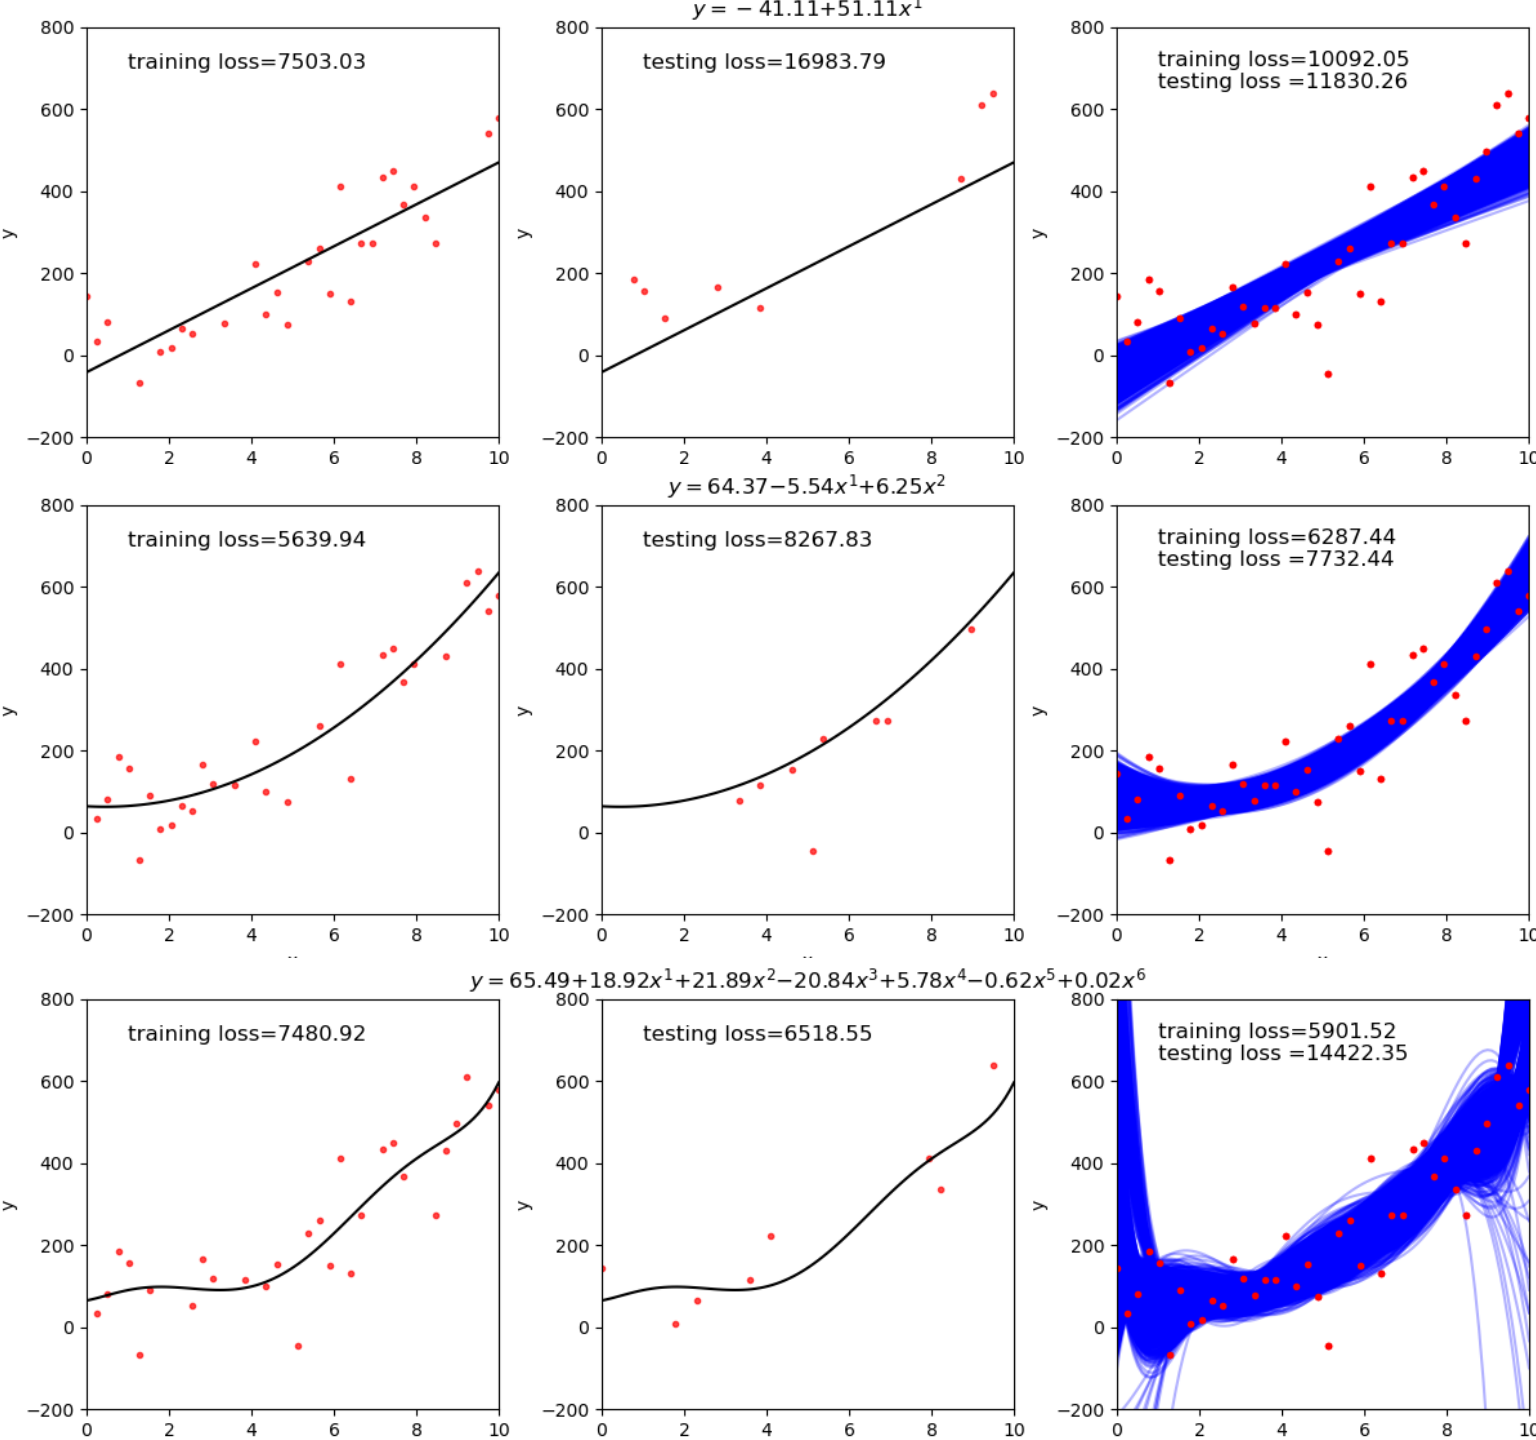 y = − 41.11+51.11x¹
training loss=7503.03
testing loss=16983.79
training loss=10092.05
testing loss =11830.26
800 800 800
600 600 600
400 400 400
y y y
200 200 200
0 0 0
−200 −200 −200
0 2 4 6 8 10 0 2 4 6 8 10 0 2 4 6 8 10
y = 64.37−5.54x¹+6.25x²
training loss=5639.94
testing loss=8267.83
training loss=6287.44
testing loss =7732.44
800 800 800
600 600 600
400 400 400
y y y
200 200 200
0 0 0
−200 −200 −200
0 2 4 6 8 10 0 2 4 6 8 10 0 2 4 6 8 10
y = 65.49+18.92x¹+21.89x²−20.84x³+5.78x⁴−0.62x⁵+0.02x⁶
training loss=7480.92
testing loss=6518.55
training loss=5901.52
testing loss =14422.35
800 800 800
600 600 600
400 400 400
y y y
200 200 200
0 0 0
−200 −200 −200
0 2 4 6 8 10 0 2 4 6 8 10 0 2 4 6 8 10